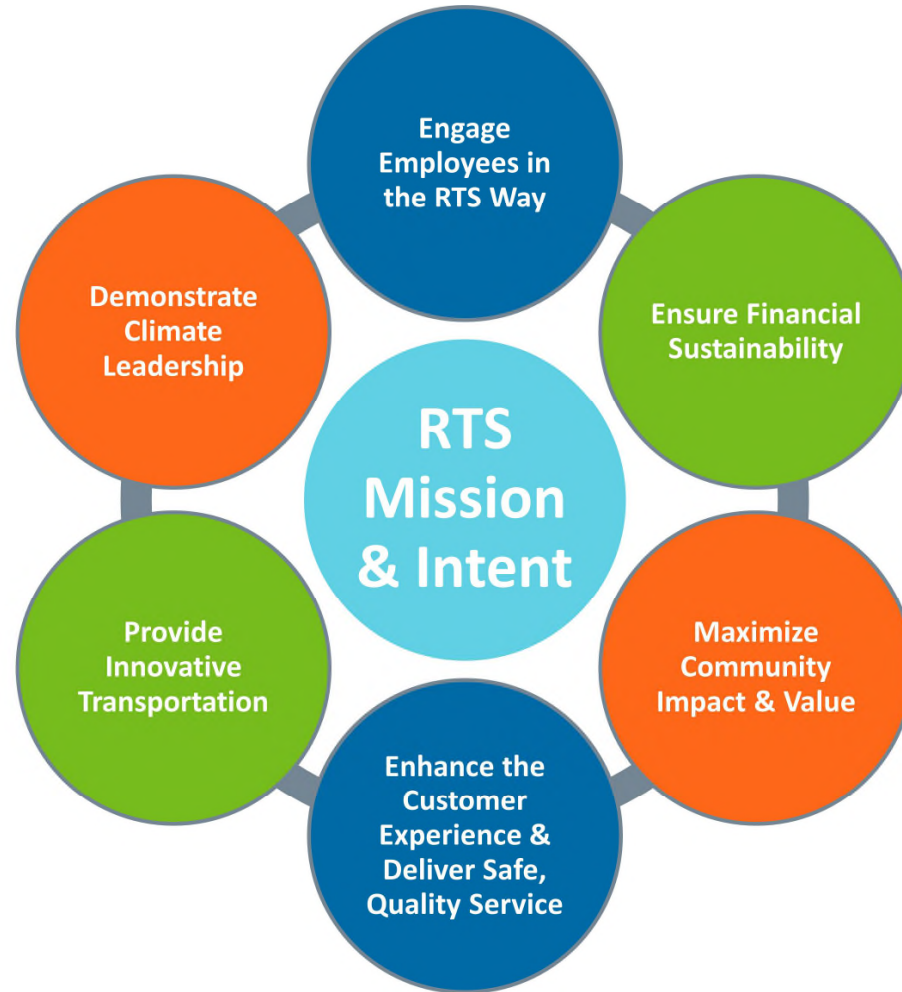 Engage
Employees in
the RTS Way
Ensure Financial
Sustainability
Maximize
Community
Impact & Value
Enhance the
Customer
Experience &
Deliver Safe,
Quality Service
Provide
Innovative
Transportation
Demonstrate
Climate
Leadership
RTS
Mission
& Intent